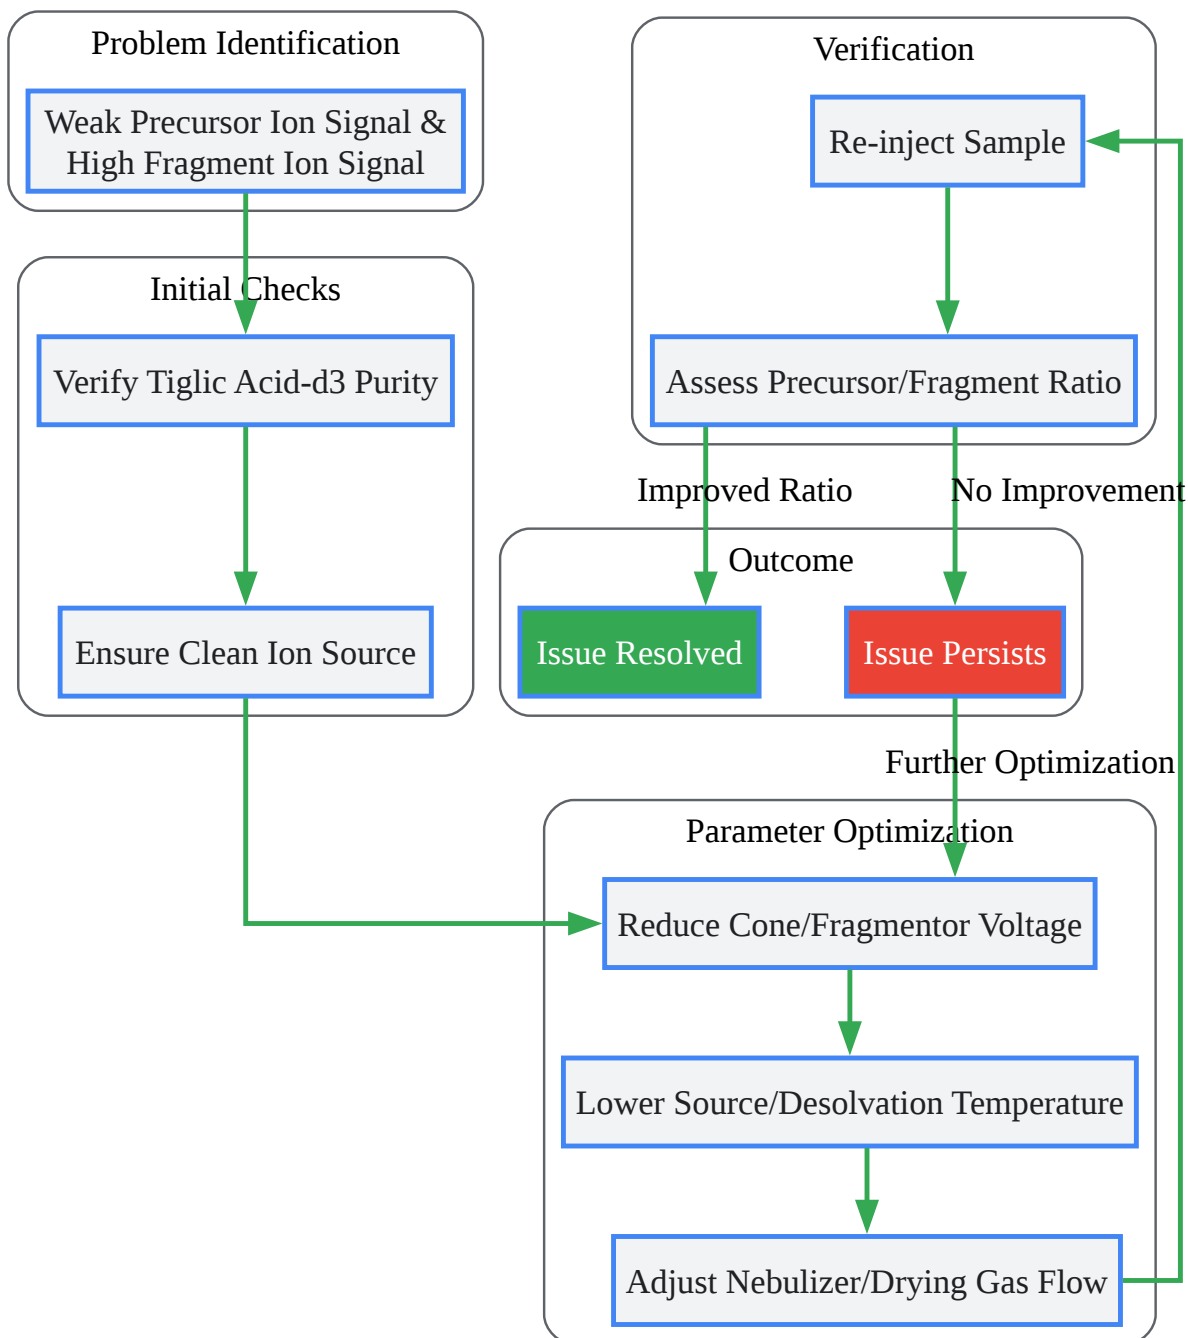 Problem Identification
Weak Precursor Ion Signal &
High Fragment Ion Signal
Initial Checks
Verify Tiglic Acid-d3 Purity
Ensure Clean Ion Source
Verification
Re-inject Sample
Assess Precursor/Fragment Ratio
Improved Ratio
No Improvement
Outcome
Issue Resolved
Issue Persists
Further Optimization
Parameter Optimization
Reduce Cone/Fragmentor Voltage
Lower Source/Desolvation Temperature
Adjust Nebulizer/Drying Gas Flow